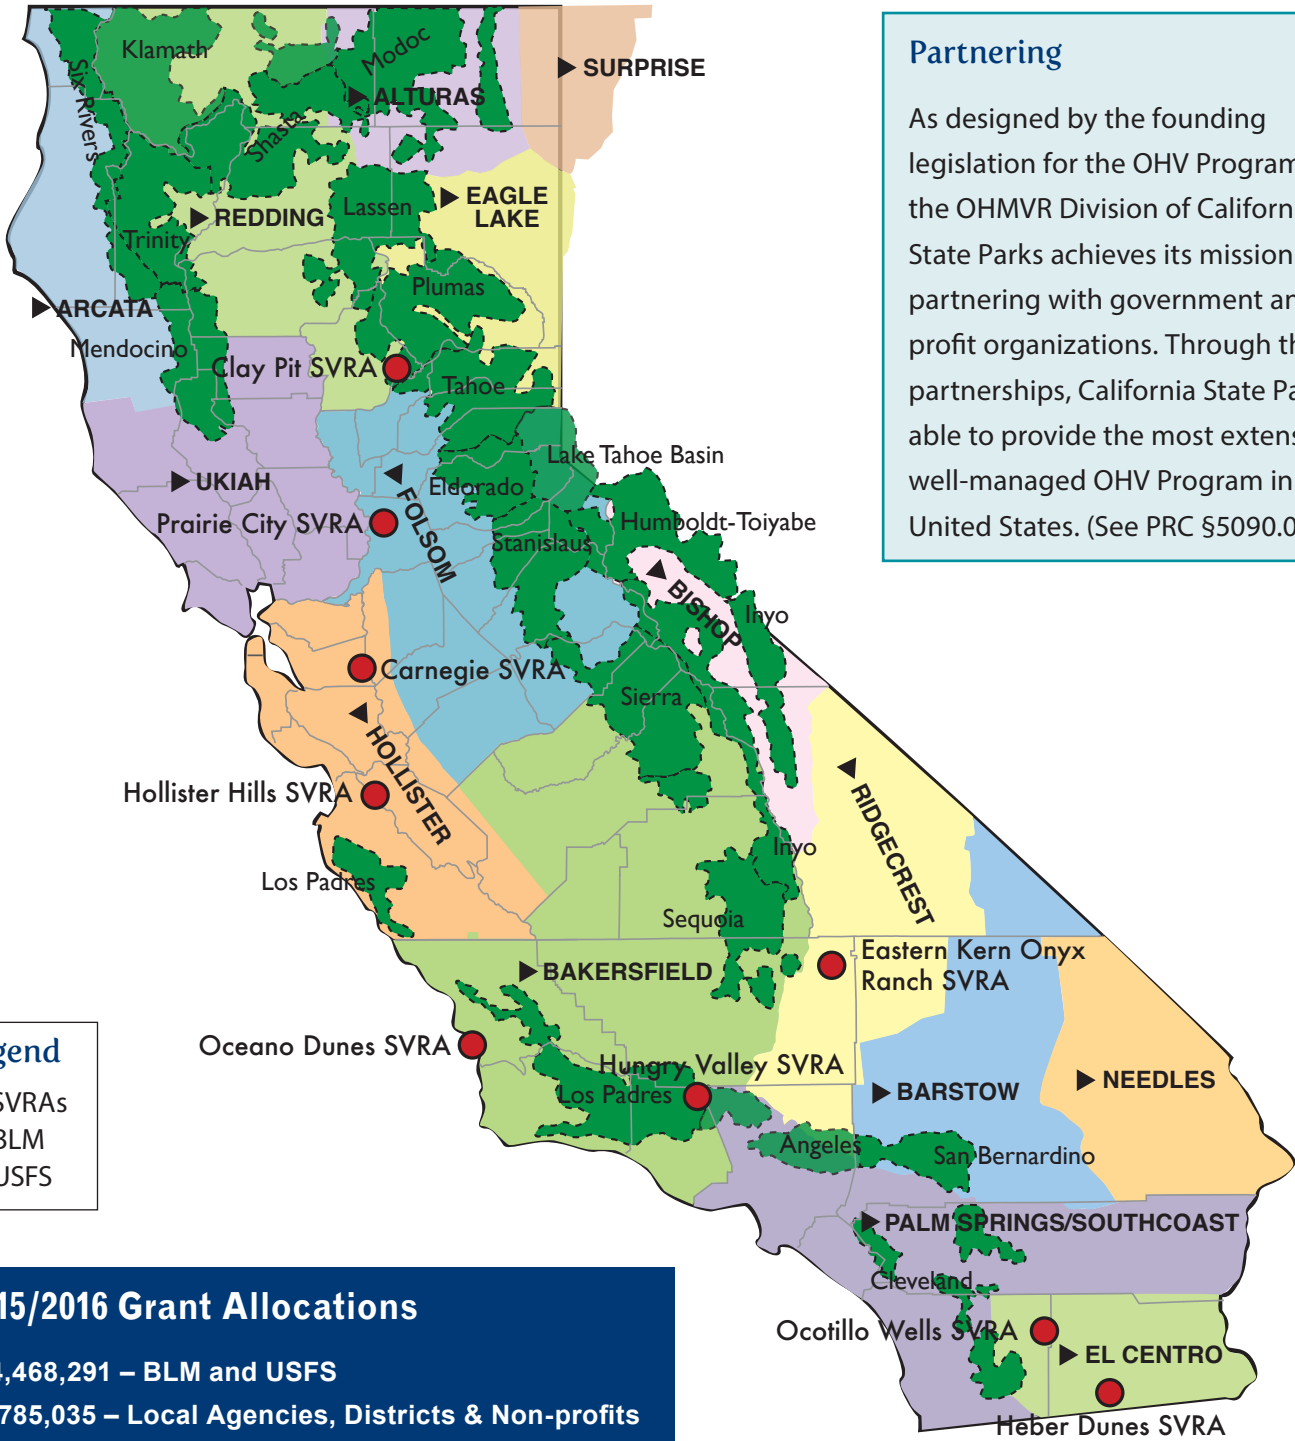 Klamath
Modoc
Six Rivers
SURPRISE
ALTURAS
Shasta
EAGLE
LAKE
Lassen
REDDING
Trinity
Plumas
ARCATA
Mendocino
Clay Pit SVRA
Tahoe
Lake Tahoe Basin
UKIAH
Eldorado
FOLSOM
Prairie City SVRA
Humboldt-Toiyabe
Stanislaus
BISHOP
Inyo
Carnegie SVRA
Sierra
HOLLISTER
Hollister Hills SVRA
RIDGECREST
Inyo
Los Padres
Sequoia
Eastern Kern Onyx
Ranch SVRA
BAKERSFIELD
Oceano Dunes SVRA
Hungry Valley SVRA
Los Padres
BARSTOW
NEEDLES
Angeles
San Bernardino
PALM SPRINGS/SOUTHCOAST
Cleveland
Ocotillo Wells SVRA
EL CENTRO
Heber Dunes SVRA
Partnering
As designed by the founding
legislation for the OHV Program
the OHMVR Division of Californ
State Parks achieves its mission
partnering with government an
profit organizations. Through th
partnerships, California State Pa
able to provide the most extens
well-managed OHV Program in
United States. (See PRC §5090.0
gend
SVRAs
BLM
USFS
15/2016 Grant Allocations
4,468,291 – BLM and USFS
785,035 – Local Agencies, Districts & Non-profits